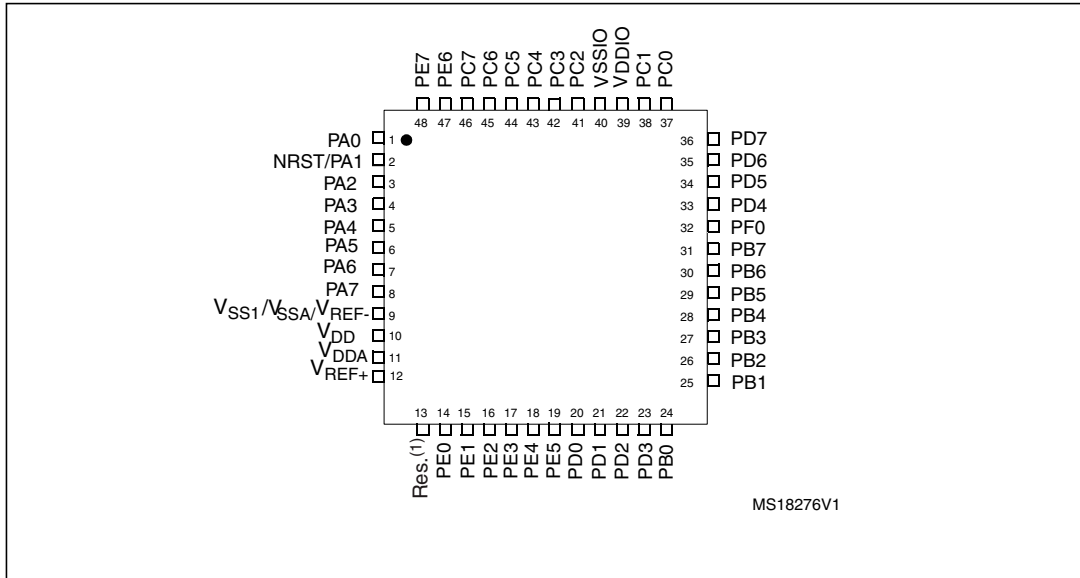 PE7
PE6
PC7
PC6
PC5
PC4
PC3
PC2
VSSIO
VDDIO
PC1
PC0
48
47
46
45
44
43
42
41
40
39
38
37
PA0 1
NRST/PA1 2
PA2 3
PA3 4
PA4 5
PA5 6
PA6 7
PA7 8
VSS1/VSSA/VREF- 9
VDD 10
VDDA 11
VREF+ 12
36 PD7
35 PD6
34 PD5
33 PD4
32 PF0
31 PB7
30 PB6
29 PB5
28 PB4
27 PB3
26 PB2
25 PB1
13
14
15
16
17
18
19
20
21
22
23
24
Res.(1)
PE0
PE1
PE2
PE3
PE4
PE5
PD0
PD1
PD2
PD3
PB0
MS18276V1